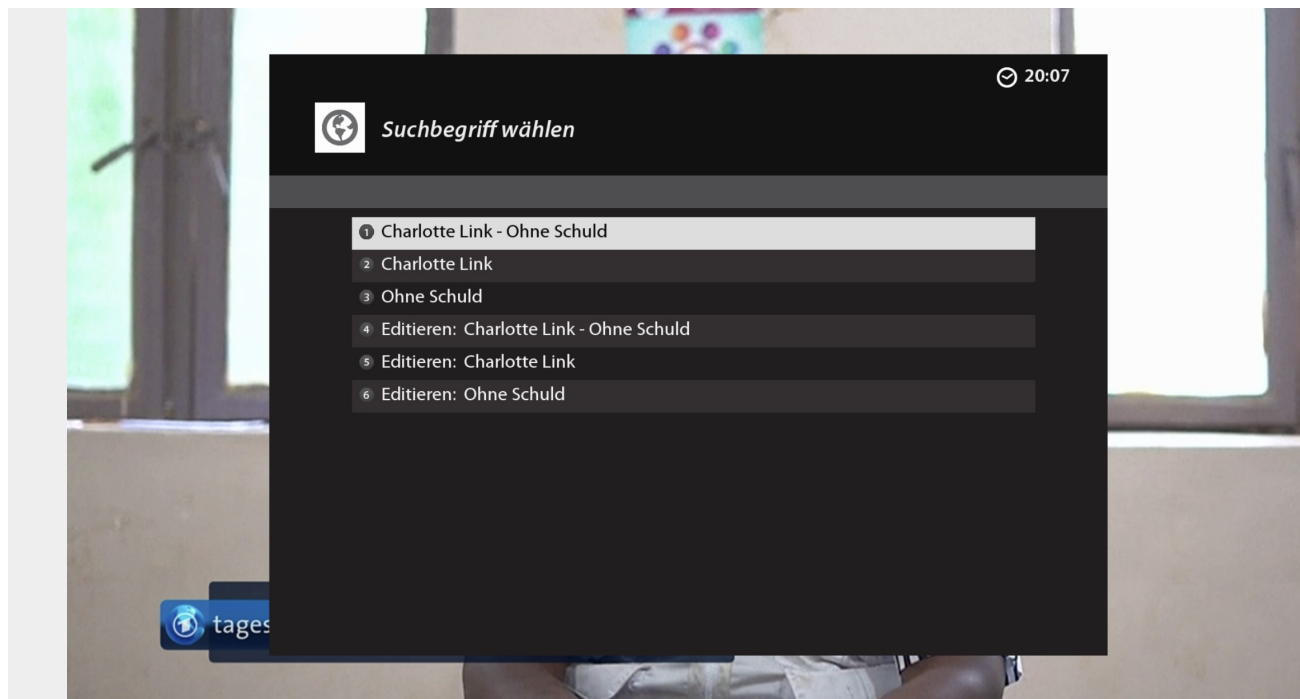 20:07
Suchbegriff wählen
1 Charlotte Link - Ohne Schuld
2 Charlotte Link
3 Ohne Schuld
4 Editieren: Charlotte Link - Ohne Schuld
5 Editieren: Charlotte Link
6 Editieren: Ohne Schuld
1 tages